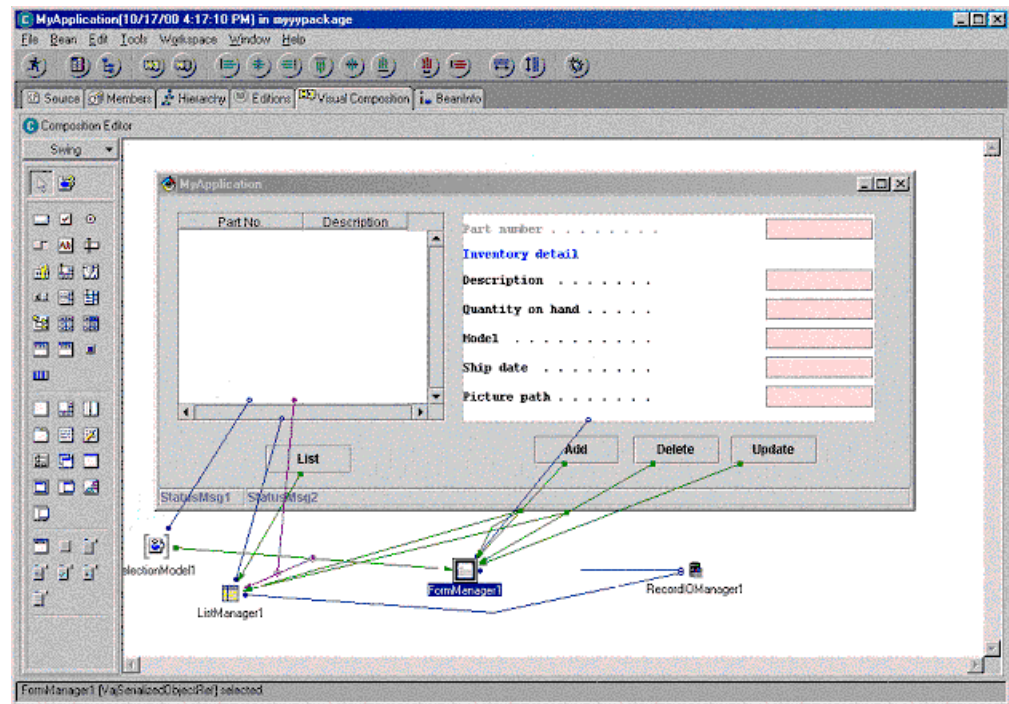 MyApplication(10/17/00 4:17:10 PM) in myyypackage
File Bean Edit Tools Workspace Window Help
Source Members Hierarchy Editions Visual Composition BeanInfo
Composition Editor
Swing
MyApplication
Part No. Description
Part number . . . . . . . .
Inventory detail
Description . . . . . .
Quantity on hand . . . . .
Model . . . . . . . . . .
Ship date . . . . . . . .
Picture path . . . . . . .
List Add Delete Update
StatusMsg1 StatusMsg2
electionModel1
FormManager1
RecordIOManager1
ListManager1
FormManager1 (VajSerializedObjectRef) selected.